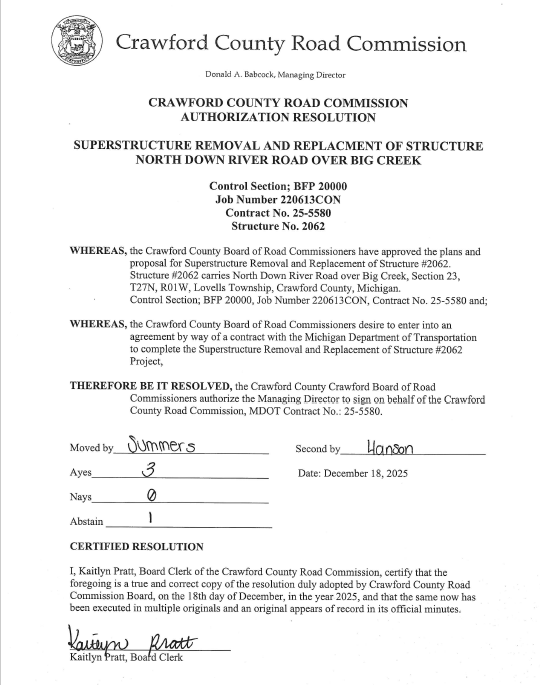 Crawford County Road Commission
Donald A. Babcock, Managing Director
CRAWFORD COUNTY ROAD COMMISSION
AUTHORIZATION RESOLUTION
SUPERSTRUCTURE REMOVAL AND REPLACMENT OF STRUCTURE
NORTH DOWN RIVER ROAD OVER BIG CREEK
Control Section; BFP 20000
Job Number 220613CON
Contract No. 25-5580
Structure No. 2062
WHEREAS, the Crawford County Board of Road Commissioners have approved the plans and
proposal for Superstructure Removal and Replacement of Structure #2062.
Structure #2062 carries North Down River Road over Big Creek, Section 23,
T27N, R01W, Lovells Township, Crawford County, Michigan.
Control Section; BFP 20000, Job Number 220613CON, Contract No. 25-5580 and;
WHEREAS, the Crawford County Board of Road Commissioners desire to enter into an
agreement by way of a contract with the Michigan Department of Transportation
to complete the Superstructure Removal and Replacement of Structure #2062
Project,
THEREFORE BE IT RESOLVED, the Crawford County Crawford Board of Road
Commissioners authorize the Managing Director to sign on behalf of the Crawford
County Road Commission, MDOT Contract No.: 25-5580.
Moved by Summers Second by Hanson
Ayes 3 Date: December 18, 2025
Nays 0
Abstain 1
CERTIFIED RESOLUTION
I, Kaitlyn Pratt, Board Clerk of the Crawford County Road Commission, certify that the
foregoing is a true and correct copy of the resolution duly adopted by Crawford County Road
Commission Board, on the 18th day of December, in the year 2025, and that the same now has
been executed in multiple originals and an original appears of record in its official minutes.
Kaitlyn Pratt
Kaitlyn Pratt, Board Clerk